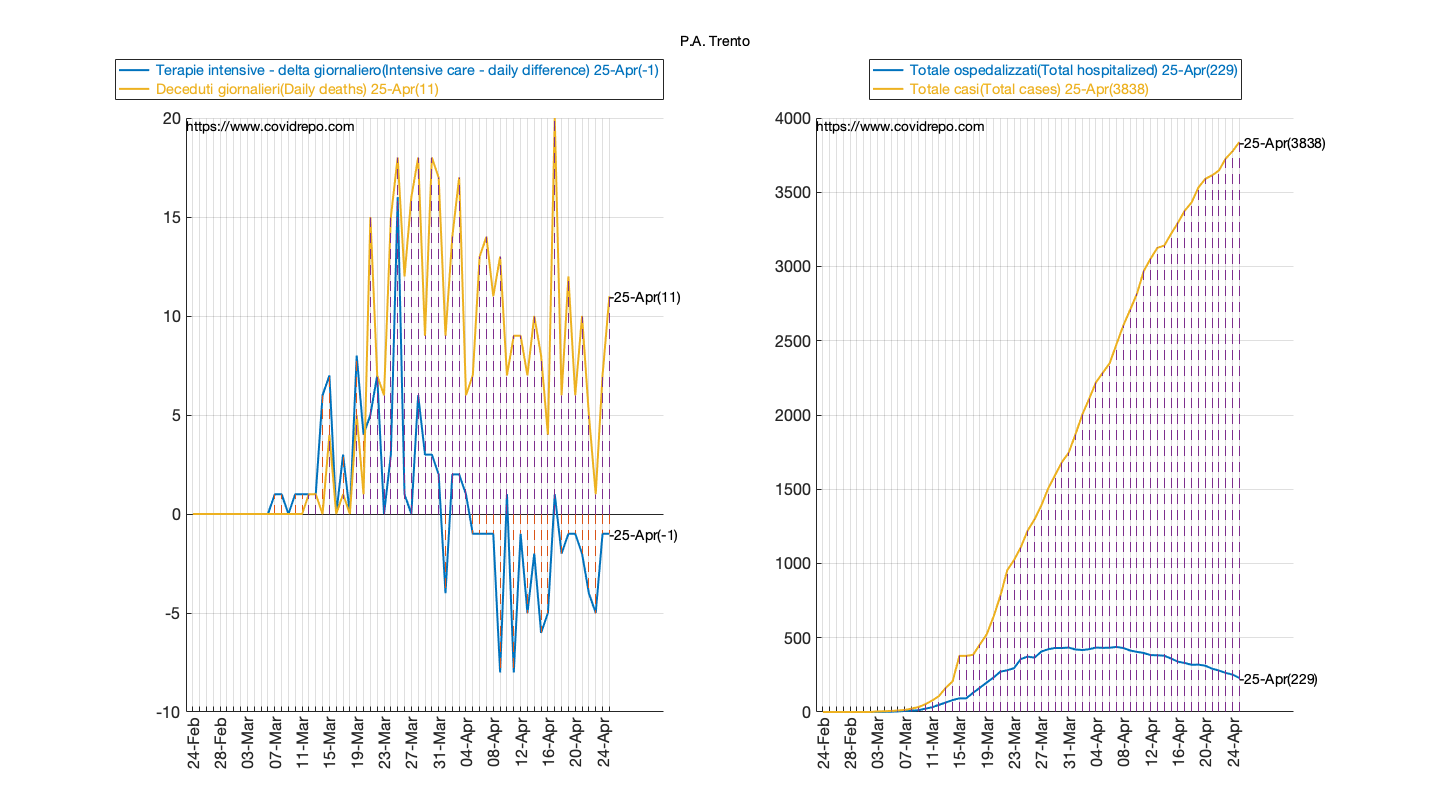 P.A. Trento
Terapie intensive - delta giornaliero(Intensive care - daily difference) 25-Apr(-1)
Deceduti giornalieri(Daily deaths) 25-Apr(11)
https://www.covidrepo.com
20
15
10
5
0
-5
-10
25-Apr(11)
25-Apr(-1)
24-Feb
28-Feb
03-Mar
07-Mar
11-Mar
15-Mar
19-Mar
23-Mar
27-Mar
31-Mar
04-Apr
08-Apr
12-Apr
16-Apr
20-Apr
24-Apr
Totale ospedalizzati(Total hospitalized) 25-Apr(229)
Totale casi(Total cases) 25-Apr(3838)
https://www.covidrepo.com
4000
3500
3000
2500
2000
1500
1000
500
0
25-Apr(3838)
25-Apr(229)
24-Feb
28-Feb
03-Mar
07-Mar
11-Mar
15-Mar
19-Mar
23-Mar
27-Mar
31-Mar
04-Apr
08-Apr
12-Apr
16-Apr
20-Apr
24-Apr